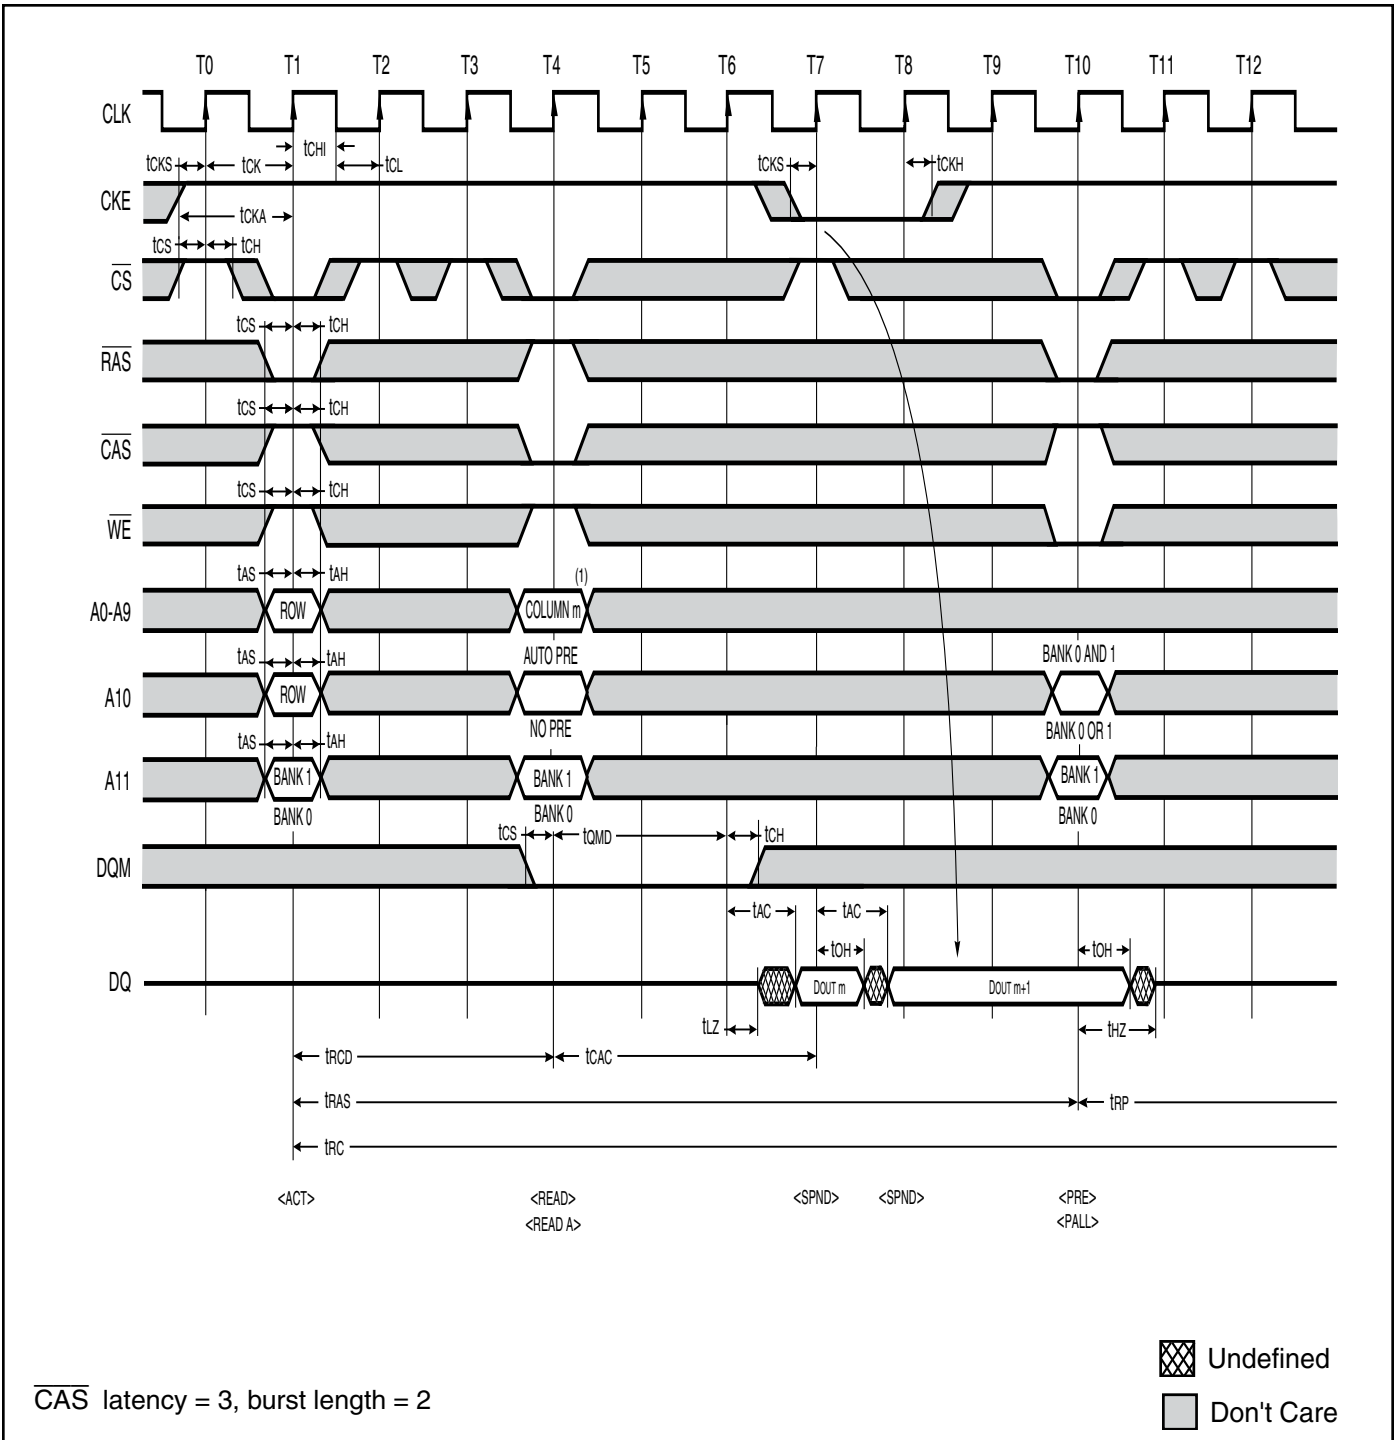 T0 T1 T2 T3 T4 T5 T6 T7 T8 T9 T10 T11 T12
CLK
tCHI
tCKS tCK tCL tCKS tCKH
CKE
tCKA
tCS tCH
CS
tCS tCH
RAS
tCS tCH
CAS
tCS tCH
WE
tAS tAH (1)
A0-A9 ROW COLUMN m
tAS tAH AUTO PRE BANK 0 AND 1
A10 ROW
NO PRE BANK 0 OR 1
tAS tAH
A11 BANK 1 BANK 1 BANK 1
BANK 0 BANK 0 BANK 0
tCS tQMD tCH
DQM
tAC tAC
tOH tOH
DQ DOUT m DOUT m+1
tLZ tHZ
tRCD tCAC
tRAS tRP
tRC
<ACT> <READ> <SPND> <SPND> <PRE>
<READ A> <PALL>
Undefined
CAS latency = 3, burst length = 2
Don't Care